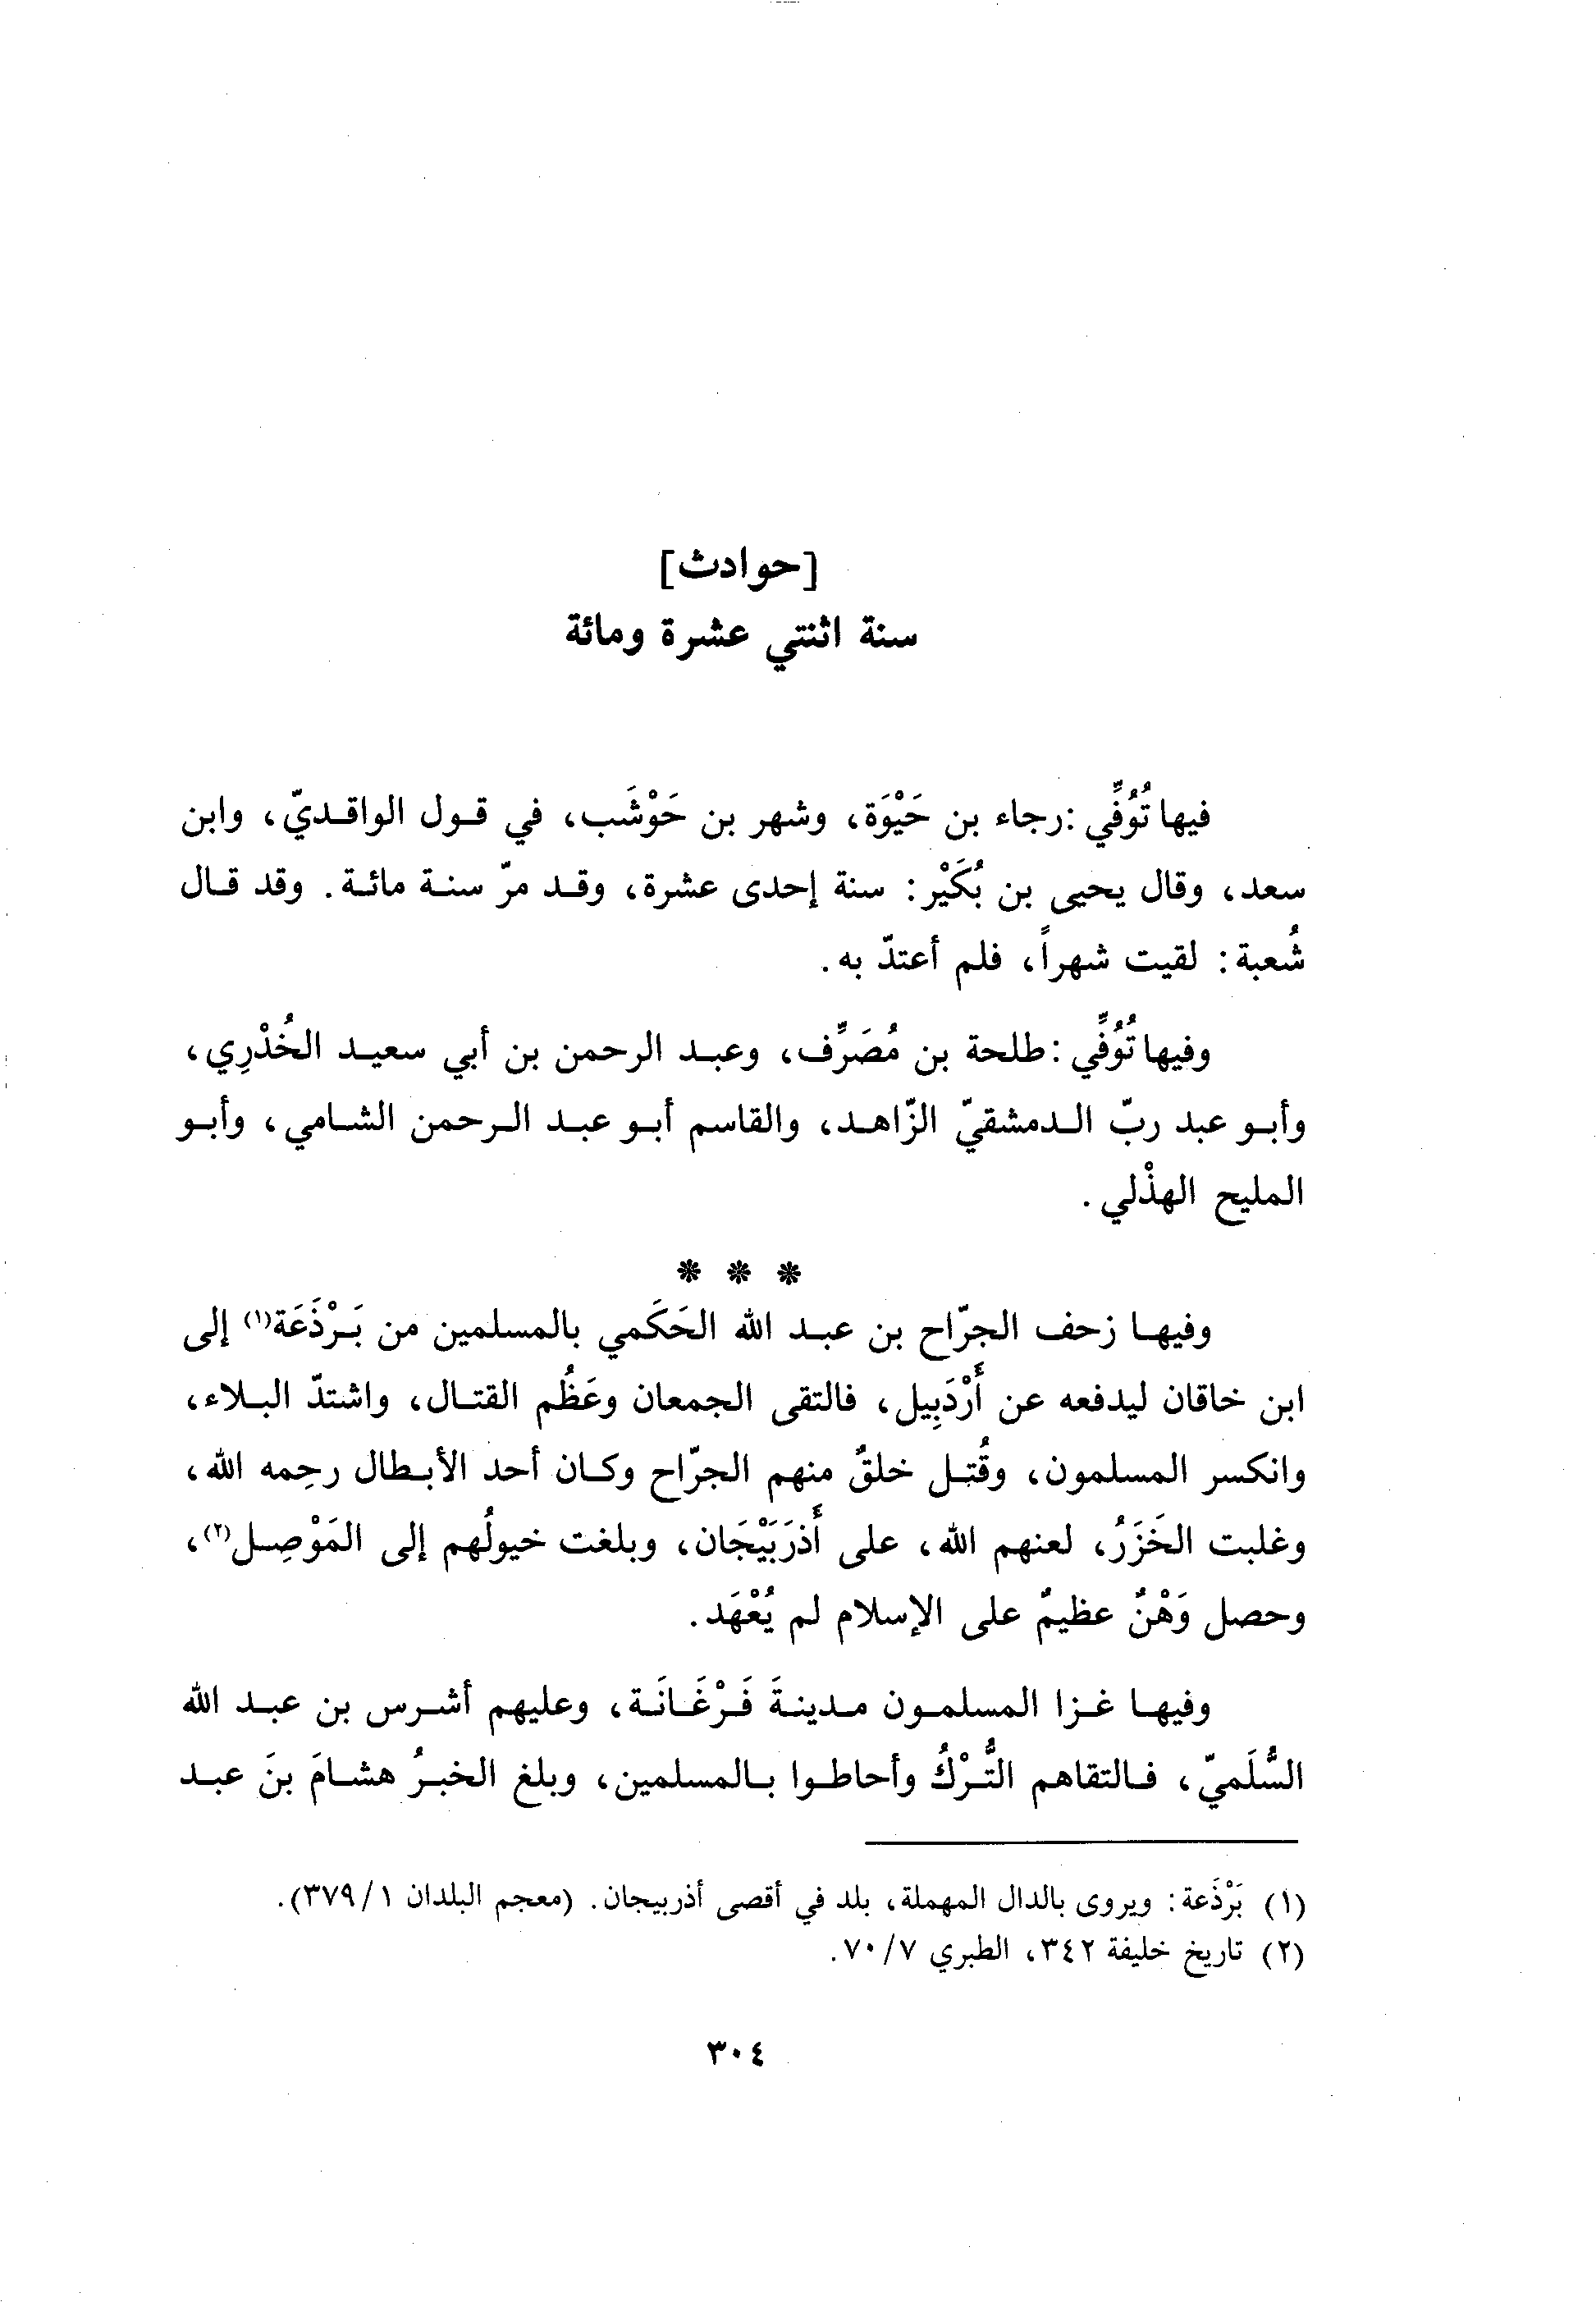 [حوادث]
سنة اثنتي عشرة ومائة
فيها تُوُفِّي : رجاء بن حَيْوَة، وشهر بن حَوْشَب، في قول الواقديّ، وابن
سعد، وقال يحيى بن بُكَيْر: سنة إحدى عشرة، وقد مرّ سنة مائة. وقد قال
شُعبة: لقيت شهراً، فلم أعتدّ به.
وفيها تُوُفِّي : طلحة بن مُصَرِّف، وعبد الرحمن بن أبي سعيد الخُذْرِي،
وأبو عبد ربّ الدمشقيّ الزّاهد، والقاسم أبو عبد الرحمن الشامي، وأبو
المليح الهذْلي.
* * *
وفيها زحف الجرّاح بن عبد الله الحَكَمي بالمسلمين من بَرْذَعَة(١) إلى
ابن خاقان ليدفعه عن أَرْدَبِيل، فالتقى الجمعان وعَظُم القتال، واشتدّ البلاء،
وانكسر المسلمون، وقُتل خلقٌ منهم الجرّاح وكان أحد الأبطال رحِمه الله،
وغلبت الخَزَرُ، لعنهم الله، على أَذرَبَيْجَان، وبلغت خيولُهم إلى المَوْصِل(٢)،
وحصل وَهْنٌ عظيمٌ على الإسلام لم يُعْهَد.
وفيها غزا المسلمون مدينةَ فَرْغَانَة، وعليهم أشرس بن عبد الله
السُّلَميّ، فالتقاهم التُّرْكُ وأحاطوا بالمسلمين، وبلغ الخبرُ هشامَ بنَ عبد
(١) بَرْذَعة: ويروى بالدال المهملة، بلد في أقصى أذربيجان. (معجم البلدان ٣٧٩/١).
(٢) تاريخ خليفة ٣٤٢، الطبري ٧٠/٧.
٣٠٤